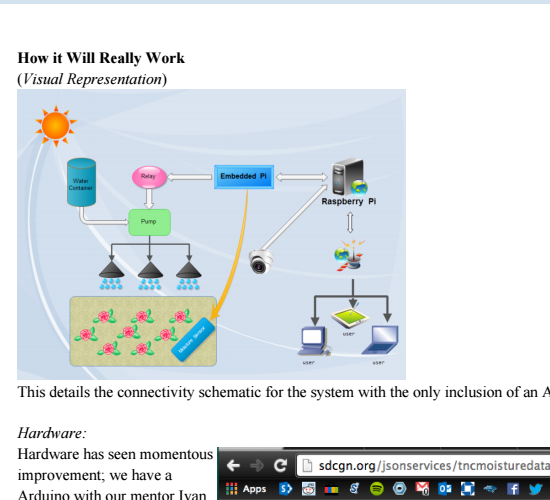 How it Will Really Work
(Visual Representation)
Water
Container
Relay
Embedded Pi
Raspberry Pi
Pump
Moisture Sensor
user
user
user
This details the connectivity schematic for the system with the only inclusion of an A
Hardware:
Hardware has seen momentous
improvement; we have a
Arduino with our mentor Ivan
sdcgn.org/jsonservices/tncmoisturedata
Apps